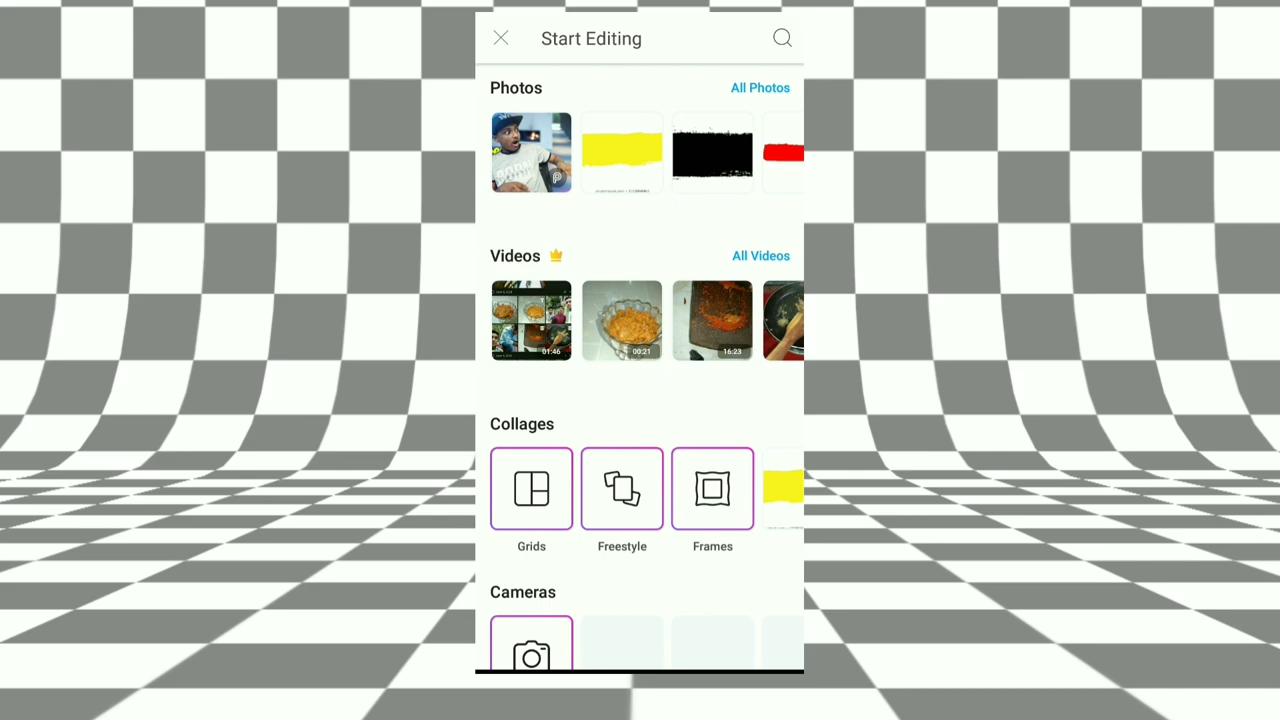 Start Editing
Photos
All Photos
Videos
All Videos
01:46
00:21
16:23
Collages
Grids
Freestyle
Frames
Cameras